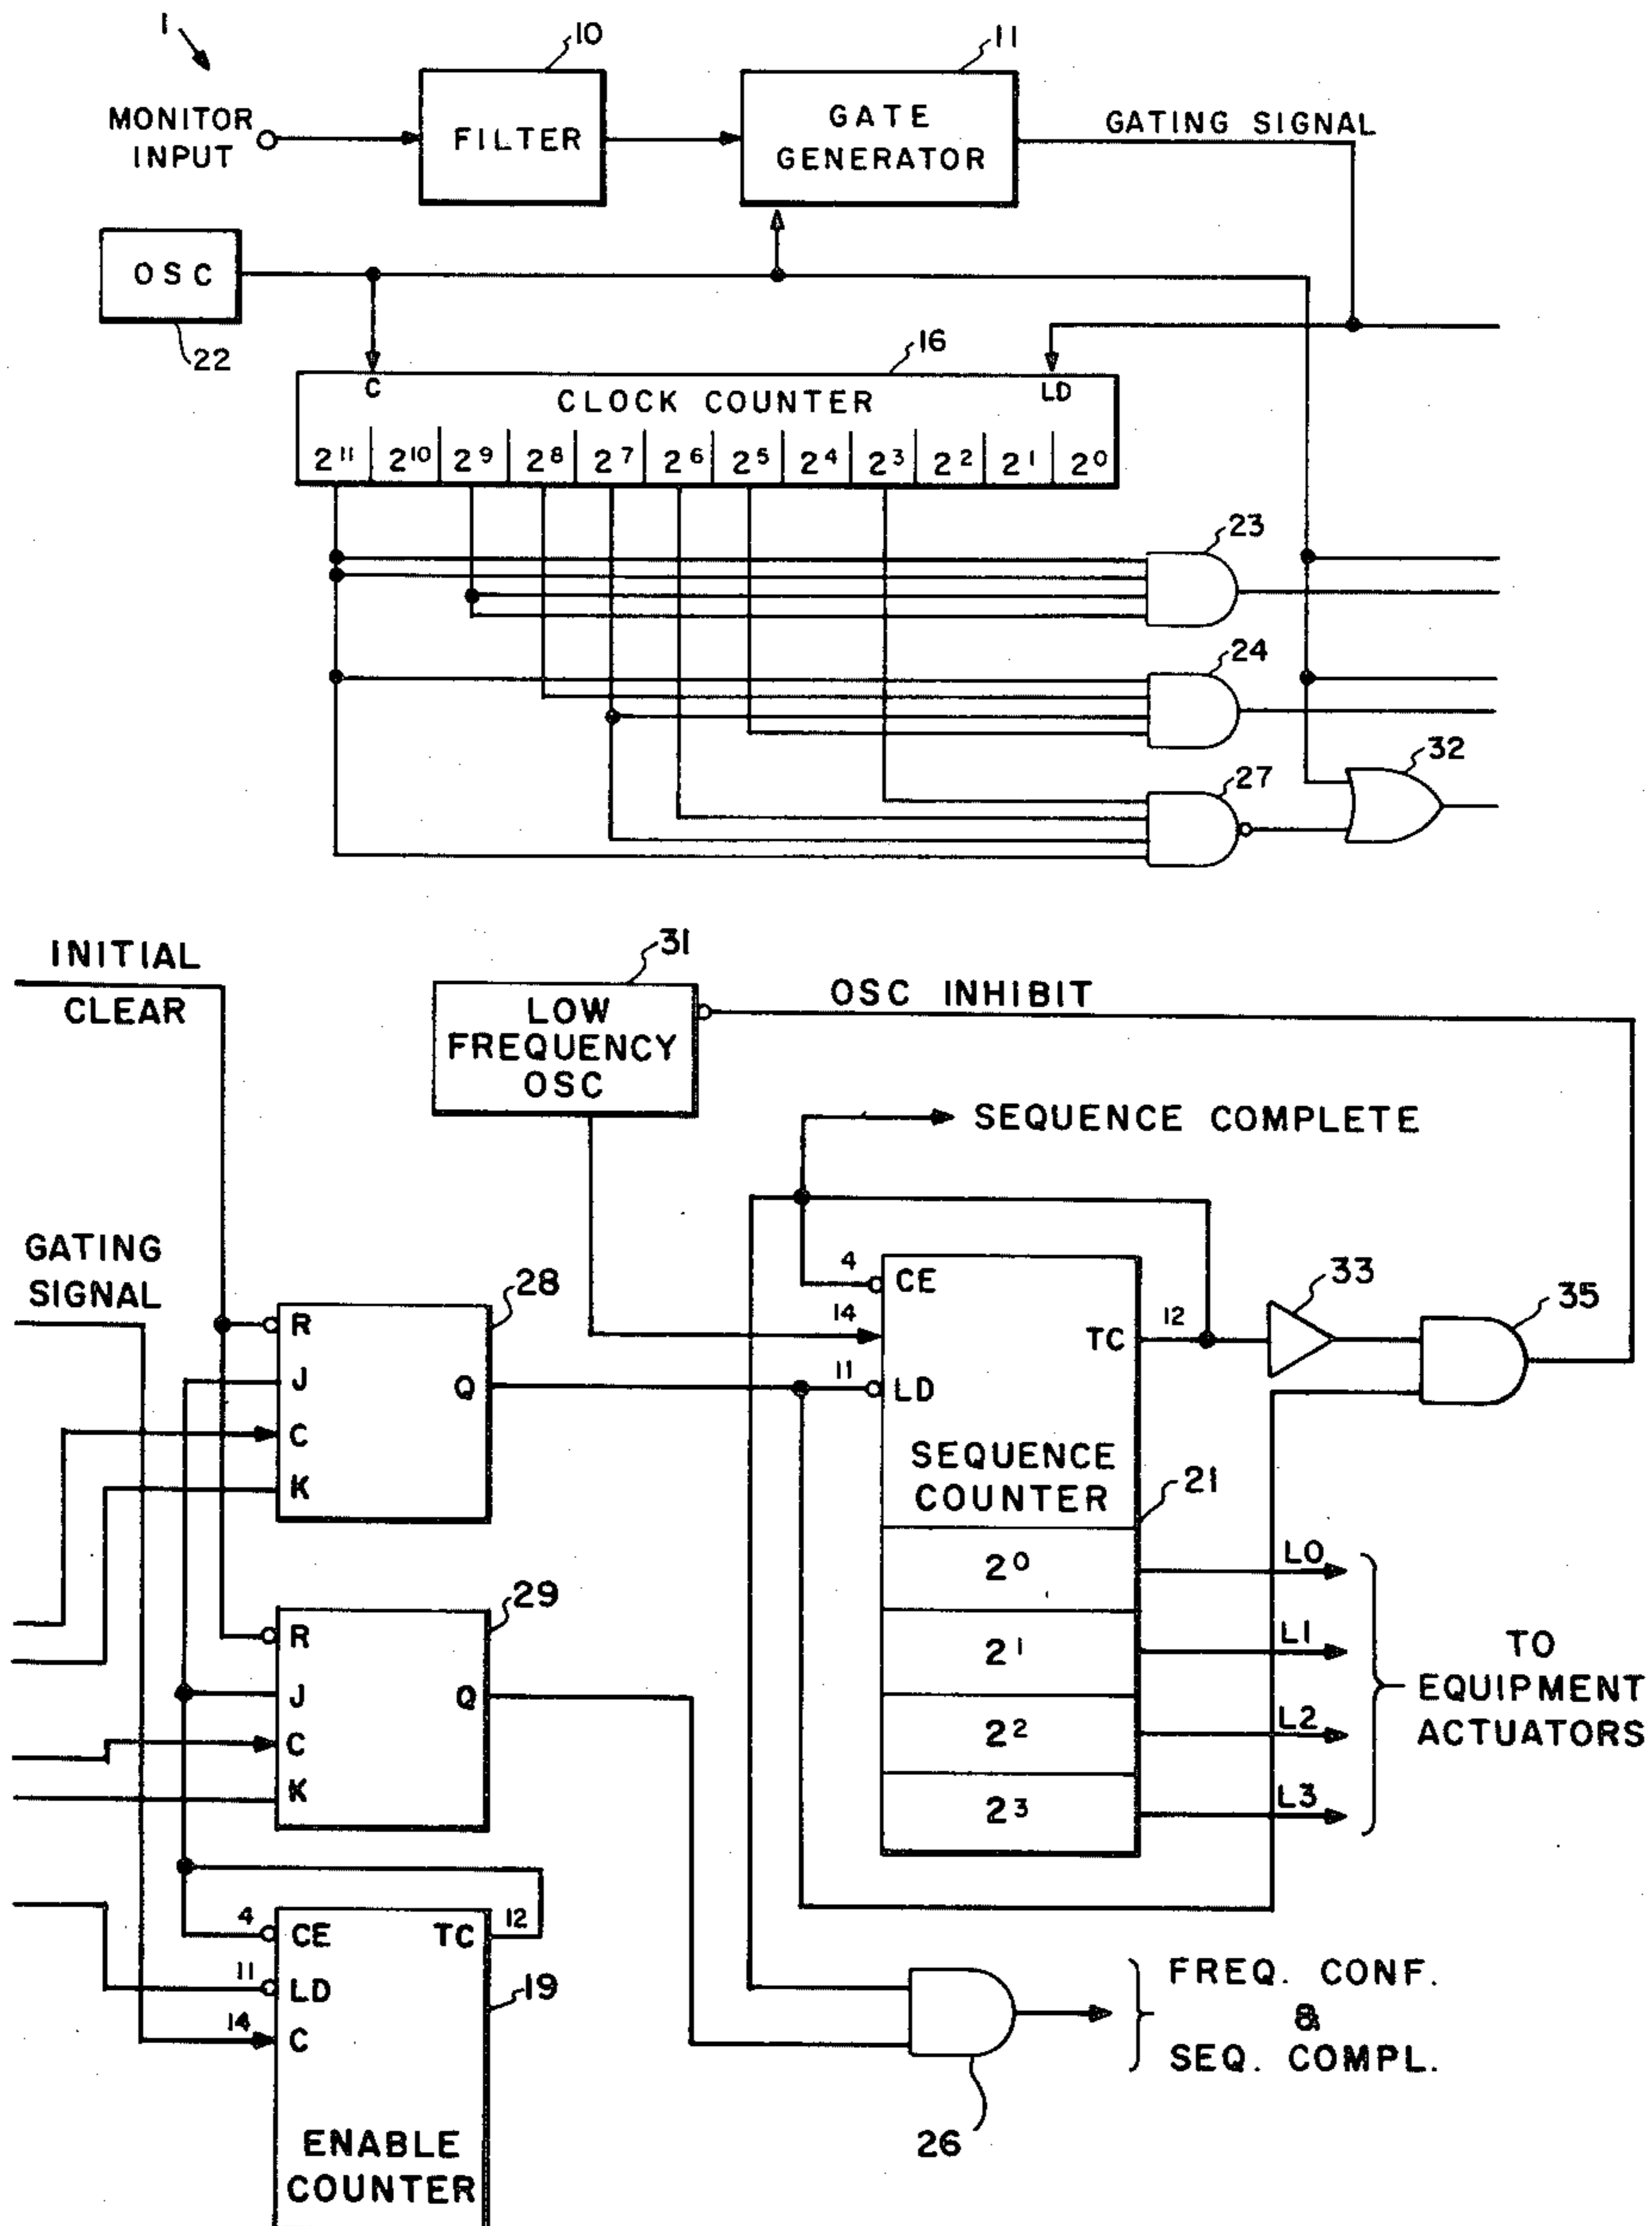 1
10
11
MONITOR
INPUT
FILTER
GATE
GENERATOR
GATING SIGNAL
OSC
22
16
C
LD
CLOCK COUNTER
2¹¹ 2¹⁰ 2⁹ 2⁸ 2⁷ 2⁶ 2⁵ 2⁴ 2³ 2² 2¹ 2⁰
23
24
27
32
INITIAL
CLEAR
31
LOW
FREQUENCY
OSC
OSC INHIBIT
SEQUENCE COMPLETE
GATING
SIGNAL
28
R
J
C
K
Q
4
CE
14
11
LD
TC
12
33
35
SEQUENCE
COUNTER
21
2⁰
2¹
2²
2³
L0
L1
L2
L3
TO
EQUIPMENT
ACTUATORS
29
R
J
C
K
Q
4
CE
TC
12
11
LD
14
C
19
ENABLE
COUNTER
26
FREQ. CONF.
&
SEQ. COMPL.